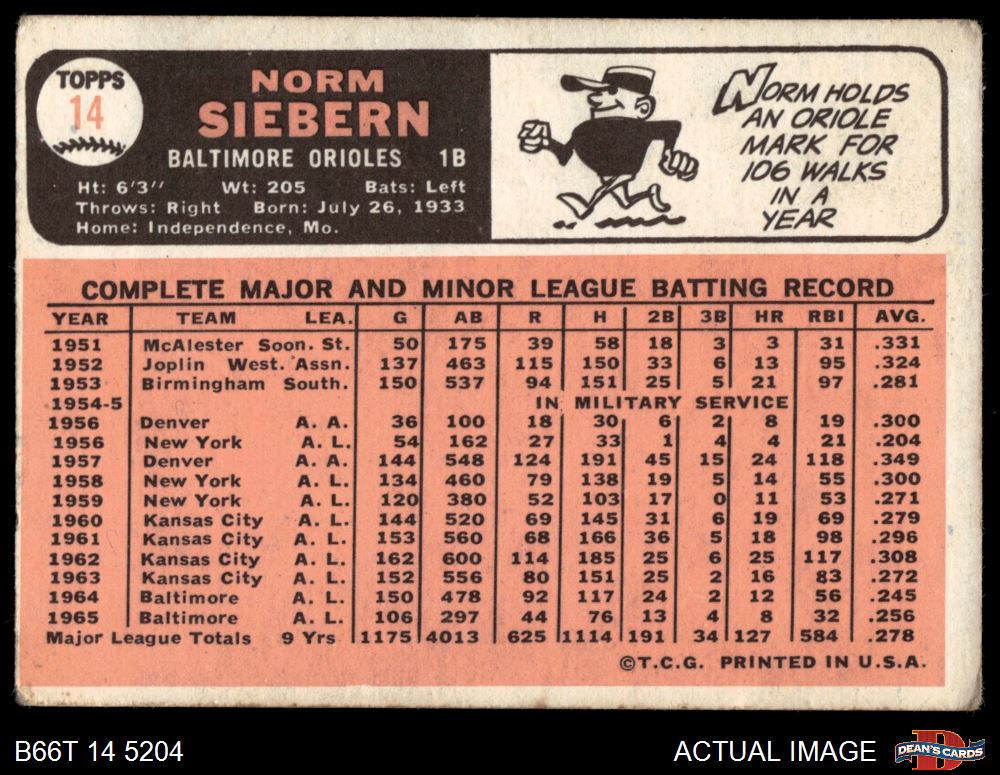 TOPPS
14
NORM
SIEBERN
BALTIMORE ORIOLES 1B
Ht: 6'3" Wt: 205 Bats: Left
Throws: Right Born: July 26, 1933
Home: Independence, Mo.
NORM HOLDS
AN ORIOLE
MARK FOR
106 WALKS
IN A
YEAR
COMPLETE MAJOR AND MINOR LEAGUE BATTING RECORD
YEAR TEAM LEA. G AB R H 2B 3B HR RBI AVG.
1951 McAlester Soon. St. 50 175 39 58 18 3 3 31 .331
1952 Joplin West. Assn. 137 463 115 150 33 6 13 95 .324
1953 Birmingham South. 150 537 94 151 25 5 21 97 .281
1954-5 IN MILITARY SERVICE
1956 Denver A. A. 36 100 18 30 6 2 8 19 .300
1956 New York A. L. 54 162 27 33 1 4 4 21 .204
1957 Denver A. A. 144 548 124 191 45 15 24 118 .349
1958 New York A. L. 134 460 79 138 19 5 14 55 .300
1959 New York A. L. 120 380 52 103 17 0 11 53 .271
1960 Kansas City A. L. 144 520 69 145 31 6 19 69 .279
1961 Kansas City A. L. 153 560 68 166 36 5 18 98 .296
1962 Kansas City A. L. 162 600 114 185 25 6 25 117 .308
1963 Kansas City A. L. 152 556 80 151 25 2 16 83 .272
1964 Baltimore A. L. 150 478 92 117 24 2 12 56 .245
1965 Baltimore A. L. 106 297 44 76 13 4 8 32 .256
Major League Totals 9 Yrs 1175 4013 625 1114 191 34 127 584 .278
©T.C.G. PRINTED IN U.S.A.
B66T 14 5204
ACTUAL IMAGE
DEAN'S CARDS